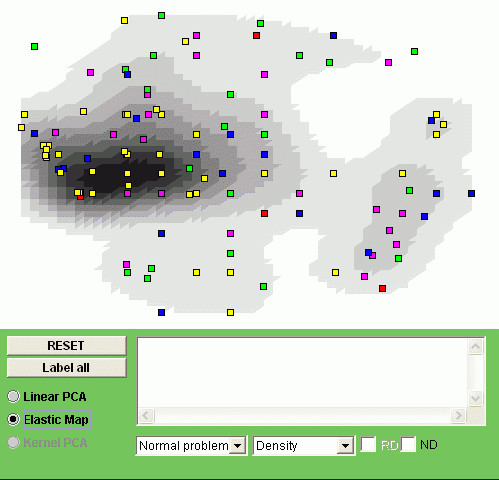 RESET
Label all
Linear PCA
Elastic Map
Kernel PCA
Normal problem Density RD ND